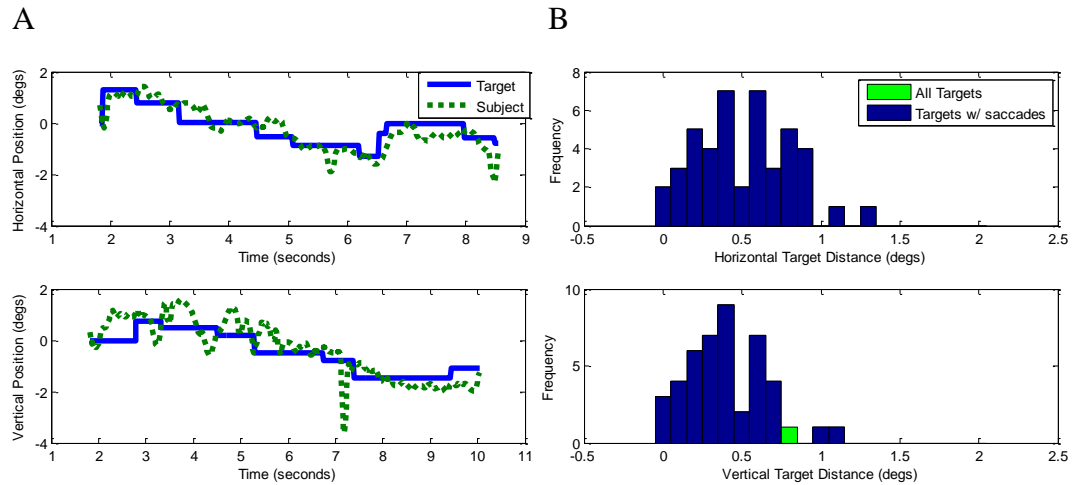 A
B
Horizontal Position (degs)
2
0
-2
-4
Target
Subject
1 2 3 4 5 6 7 8 9
Time (seconds)
Frequency
8
6
4
2
0
All Targets
Targets w/ saccades
-0.5 0 0.5 1 1.5 2 2.5
Horizontal Target Distance (degs)
Vertical Position (degs)
2
0
-2
-4
1 2 3 4 5 6 7 8 9 10 11
Time (seconds)
Frequency
10
5
0
-0.5 0 0.5 1 1.5 2 2.5
Vertical Target Distance (degs)